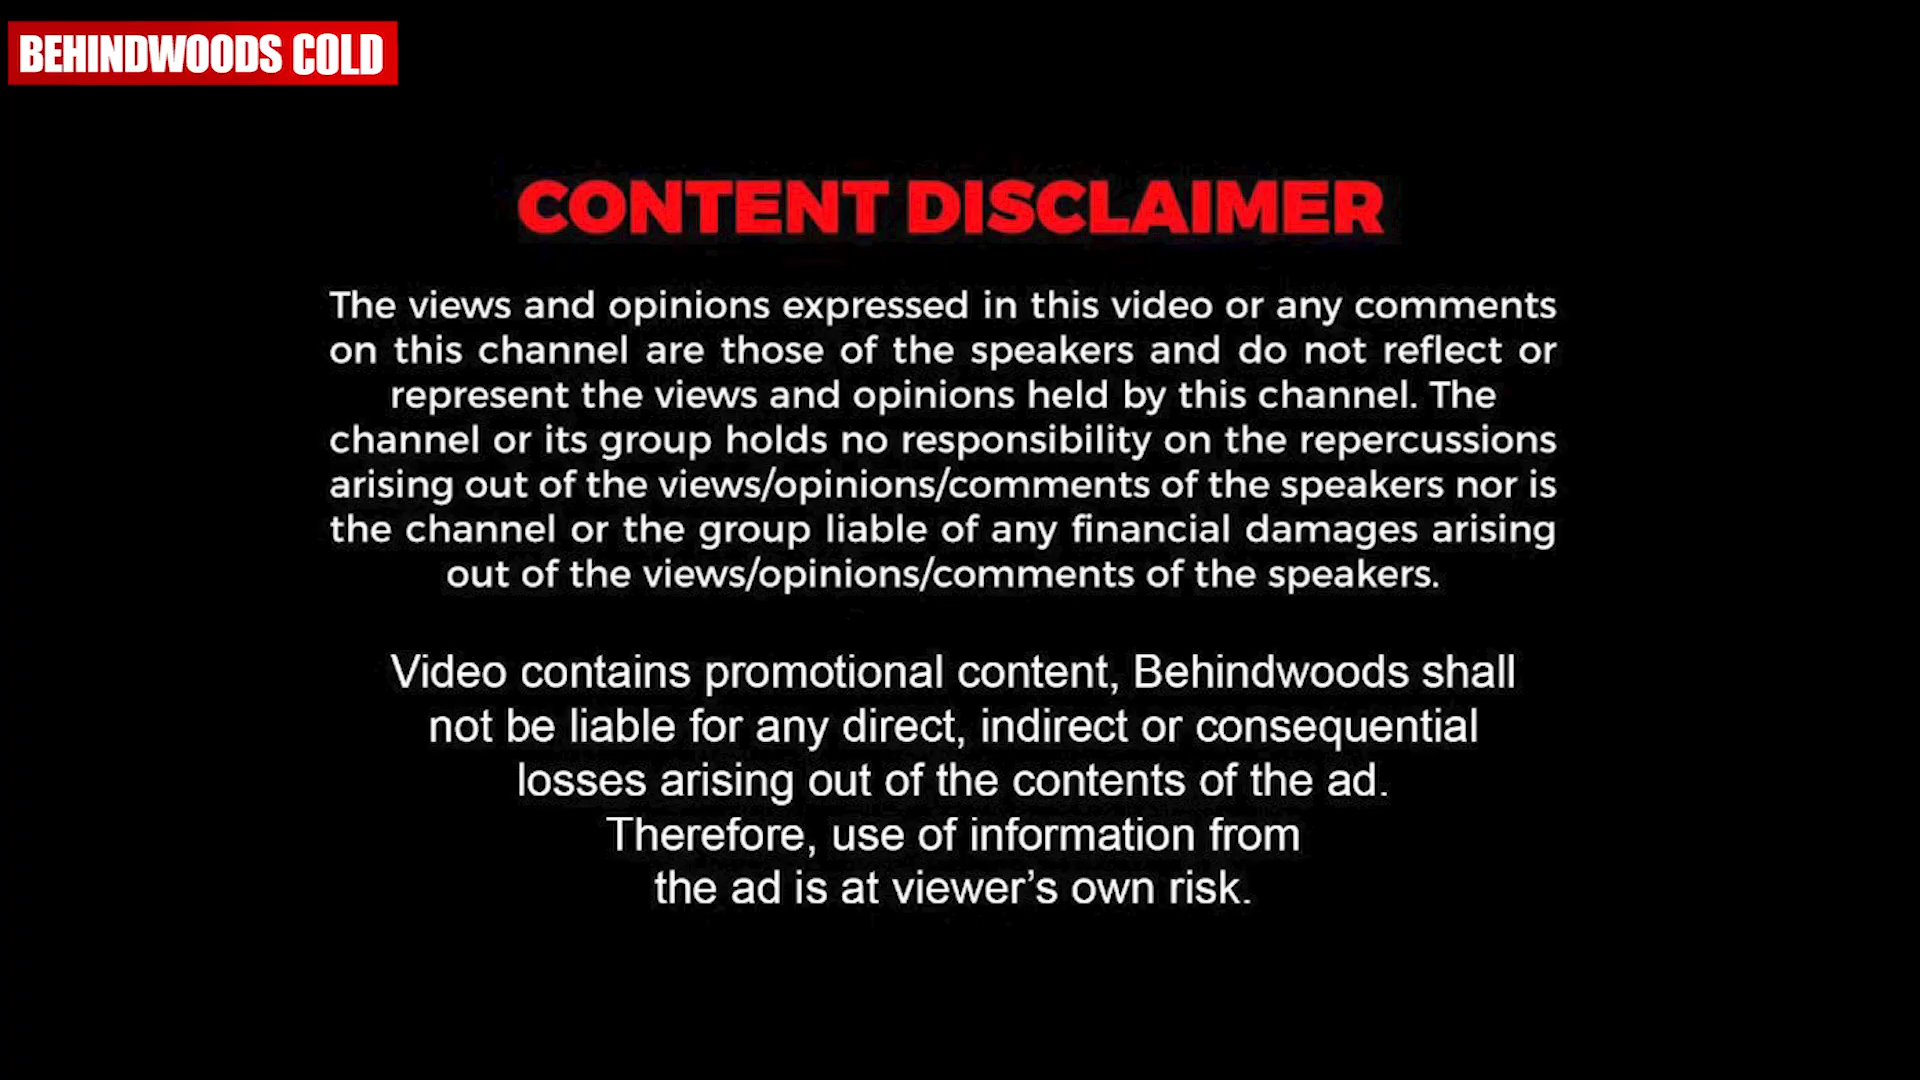 BEHINDWOODS COLD
CONTENT DISCLAIMER
The views and opinions expressed in this video or any comments
on this channel are those of the speakers and do not reflect or
represent the views and opinions held by this channel. The
channel or its group holds no responsibility on the repercussions
arising out of the views/opinions/comments of the speakers nor is
the channel or the group liable of any financial damages arising
out of the views/opinions/comments of the speakers.
Video contains promotional content, Behindwoods shall
not be liable for any direct, indirect or consequential
losses arising out of the contents of the ad.
Therefore, use of information from
the ad is at viewer’s own risk.